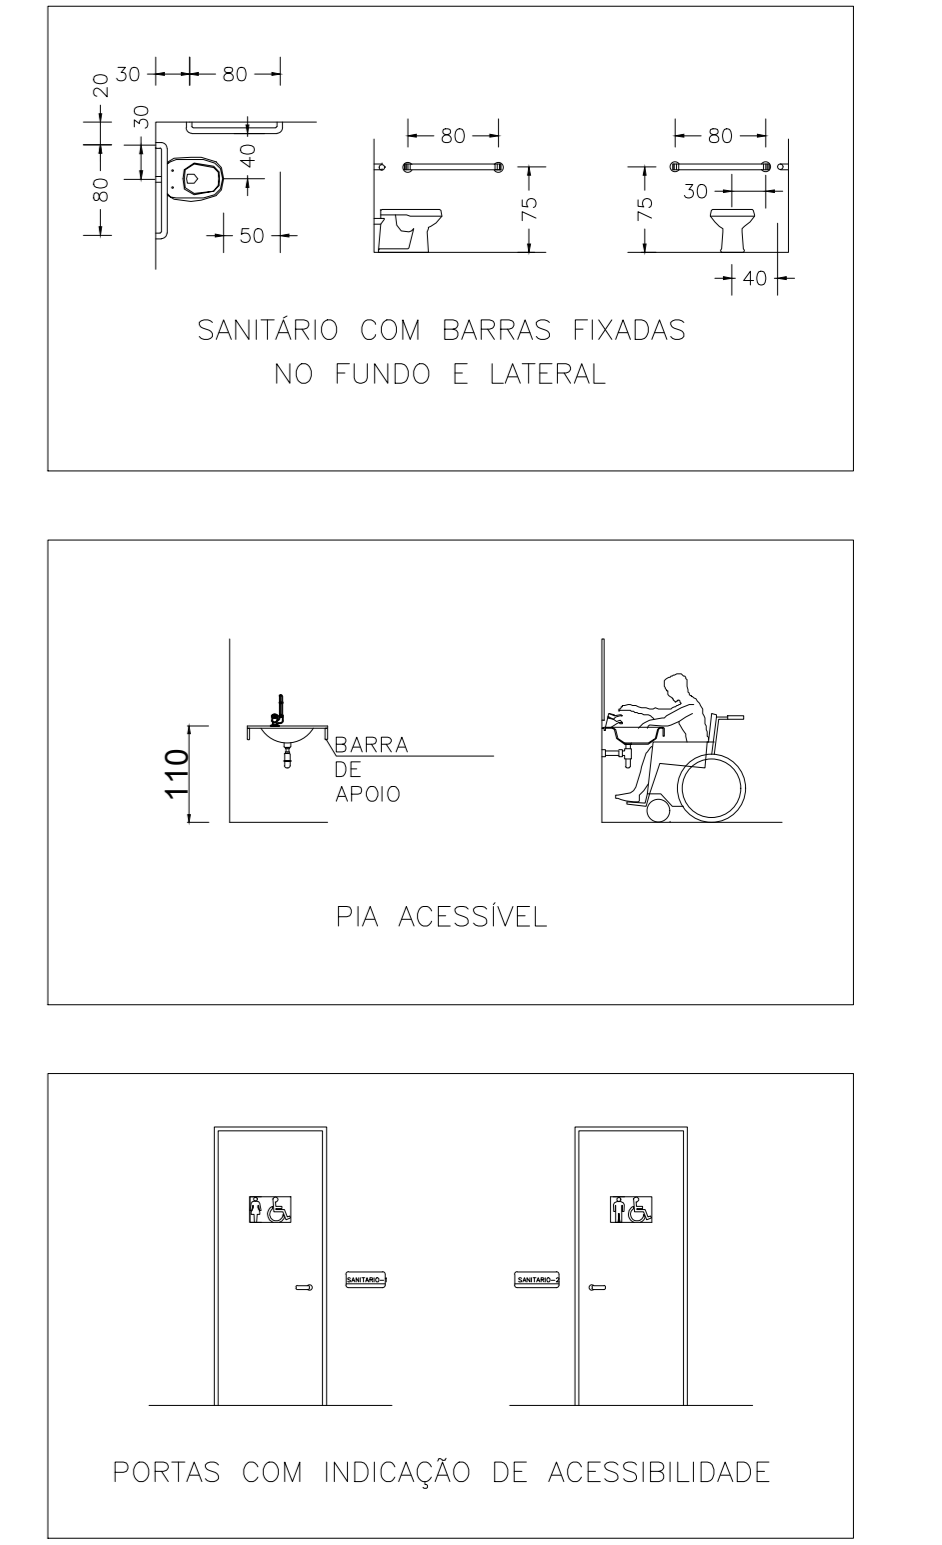 30
80
20
30
40
80
50
80
75
80
30
75
40
SANITÁRIO COM BARRAS FIXADAS
NO FUNDO E LATERAL
110
BARRA
DE
APOIO
PIA ACESSÍVEL
SANITARIO-1
SANITARIO-2
PORTAS COM INDICAÇÃO DE ACESSIBILIDADE